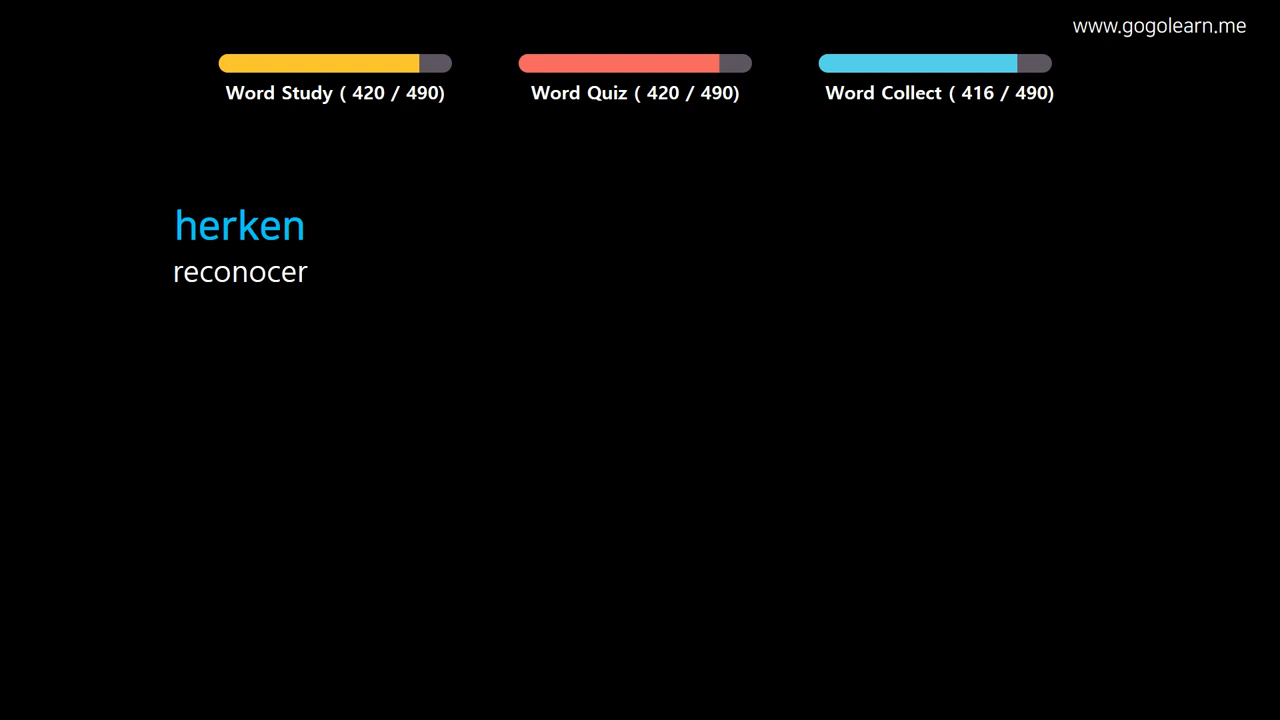 www.gogolearn.me
Word Study ( 420 / 490)
Word Quiz ( 420 / 490)
Word Collect ( 416 / 490)
herken
reconocer